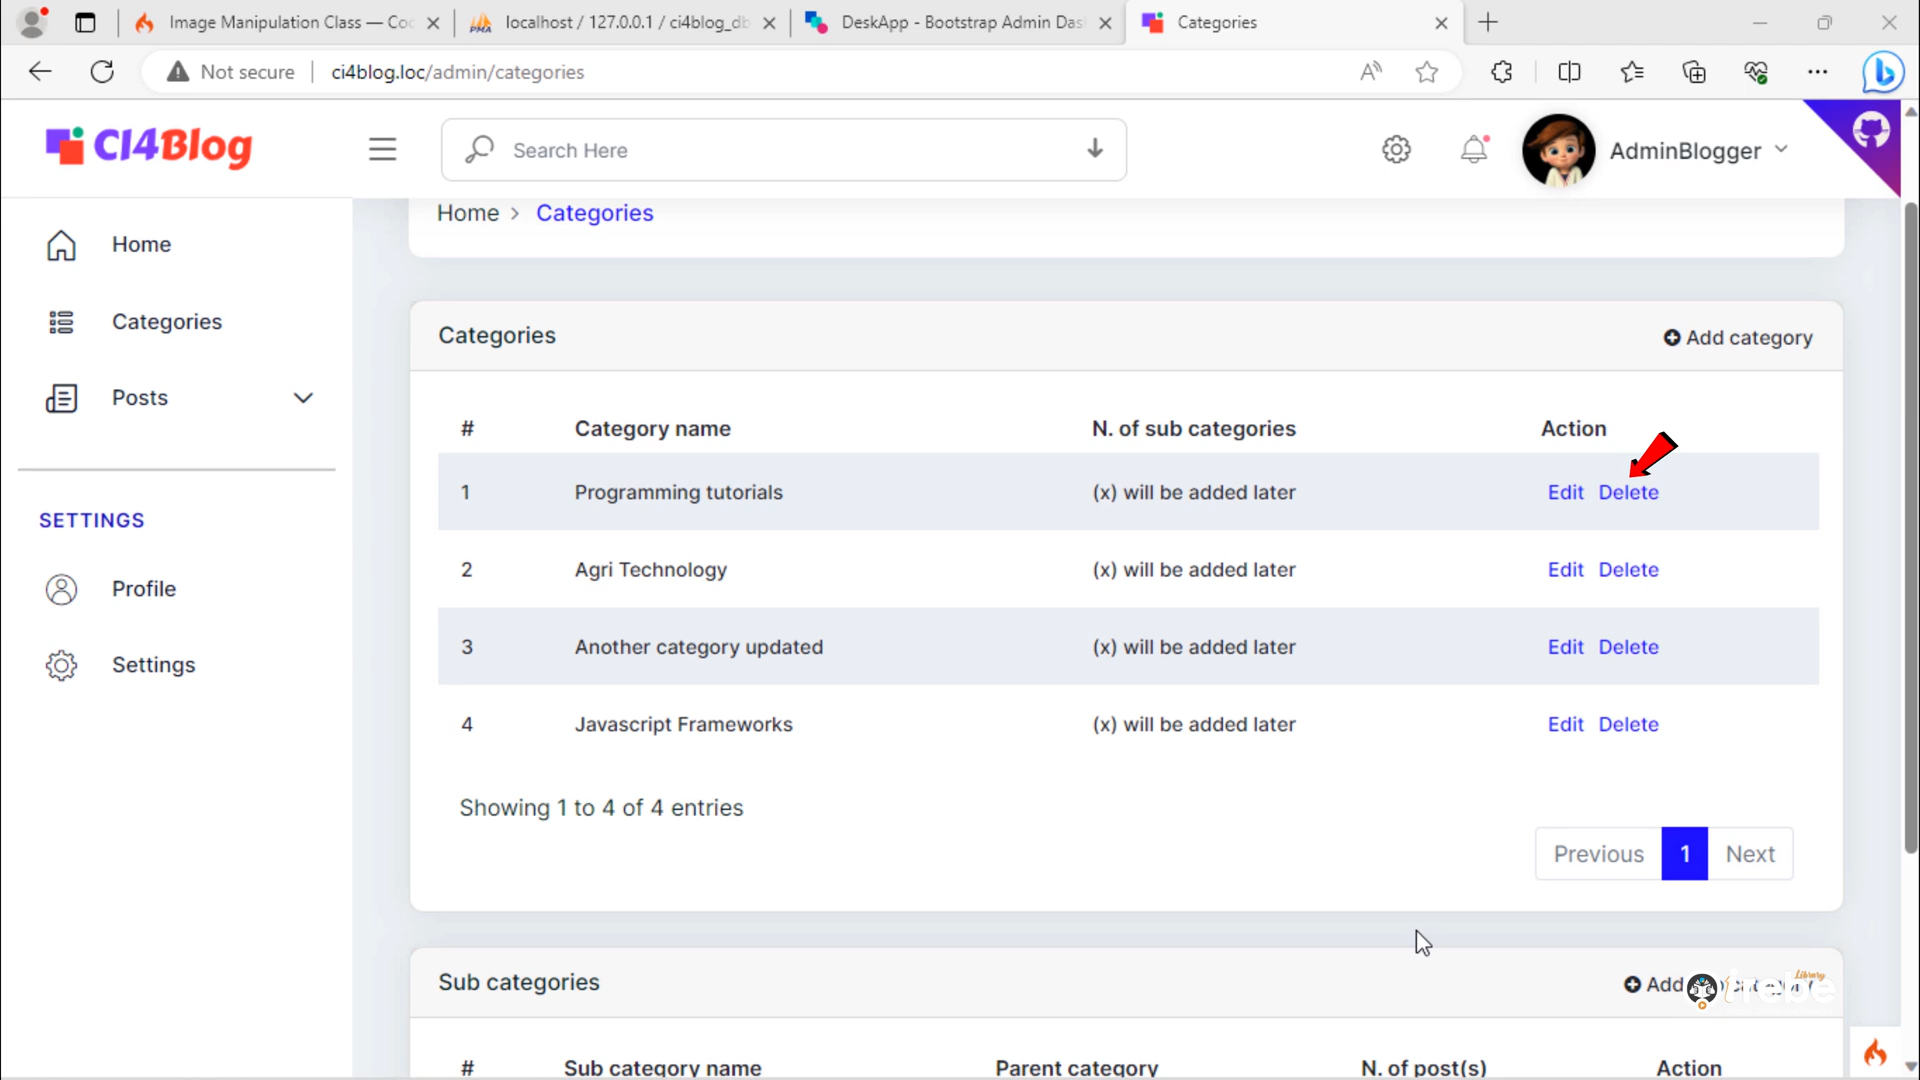 Image Manipulation Class — Coc
localhost / 127.0.0.1 / ci4blog_db
DeskApp - Bootstrap Admin Das
Categories
Not secure
ci4blog.loc/admin/categories
CI4Blog
Search Here
AdminBlogger
Home
Categories
Posts
SETTINGS
Profile
Settings
Home > Categories
Categories
Add category
# Category name N. of sub categories Action
1 Programming tutorials (x) will be added later Edit Delete
2 Agri Technology (x) will be added later Edit Delete
3 Another category updated (x) will be added later Edit Delete
4 Javascript Frameworks (x) will be added later Edit Delete
Showing 1 to 4 of 4 entries
Previous 1 Next
Sub categories
Add
irebe
Library
# Sub category name Parent category N. of post(s) Action